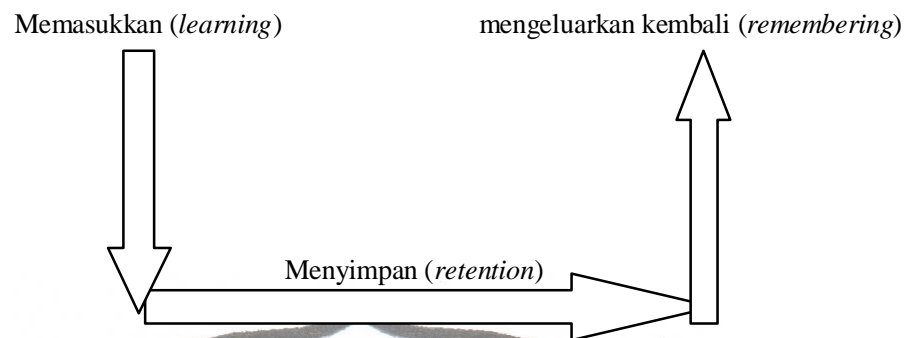 Memasukkan (learning)
mengeluarkan kembali (remembering)
Menyimpan (retention)